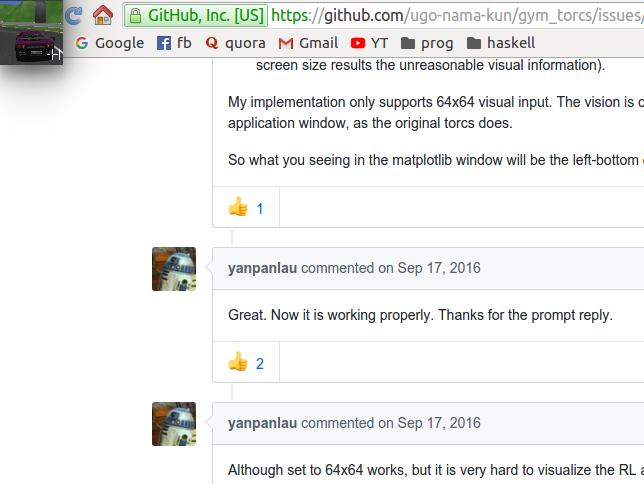 GitHub, Inc. [US] https://github.com/ugo-nama-kun/gym_torcs/issues/
Google fb quora Gmail YT prog haskell
screen size results the unreasonable visual information).
My implementation only supports 64x64 visual input. The vision is
application window, as the original torcs does.
So what you seeing in the matplotlib window will be the left-bottom
1
yanpanlau commented on Sep 17, 2016
Great. Now it is working properly. Thanks for the prompt reply.
2
yanpanlau commented on Sep 17, 2016
Although set to 64x64 works, but it is very hard to visualize the RL